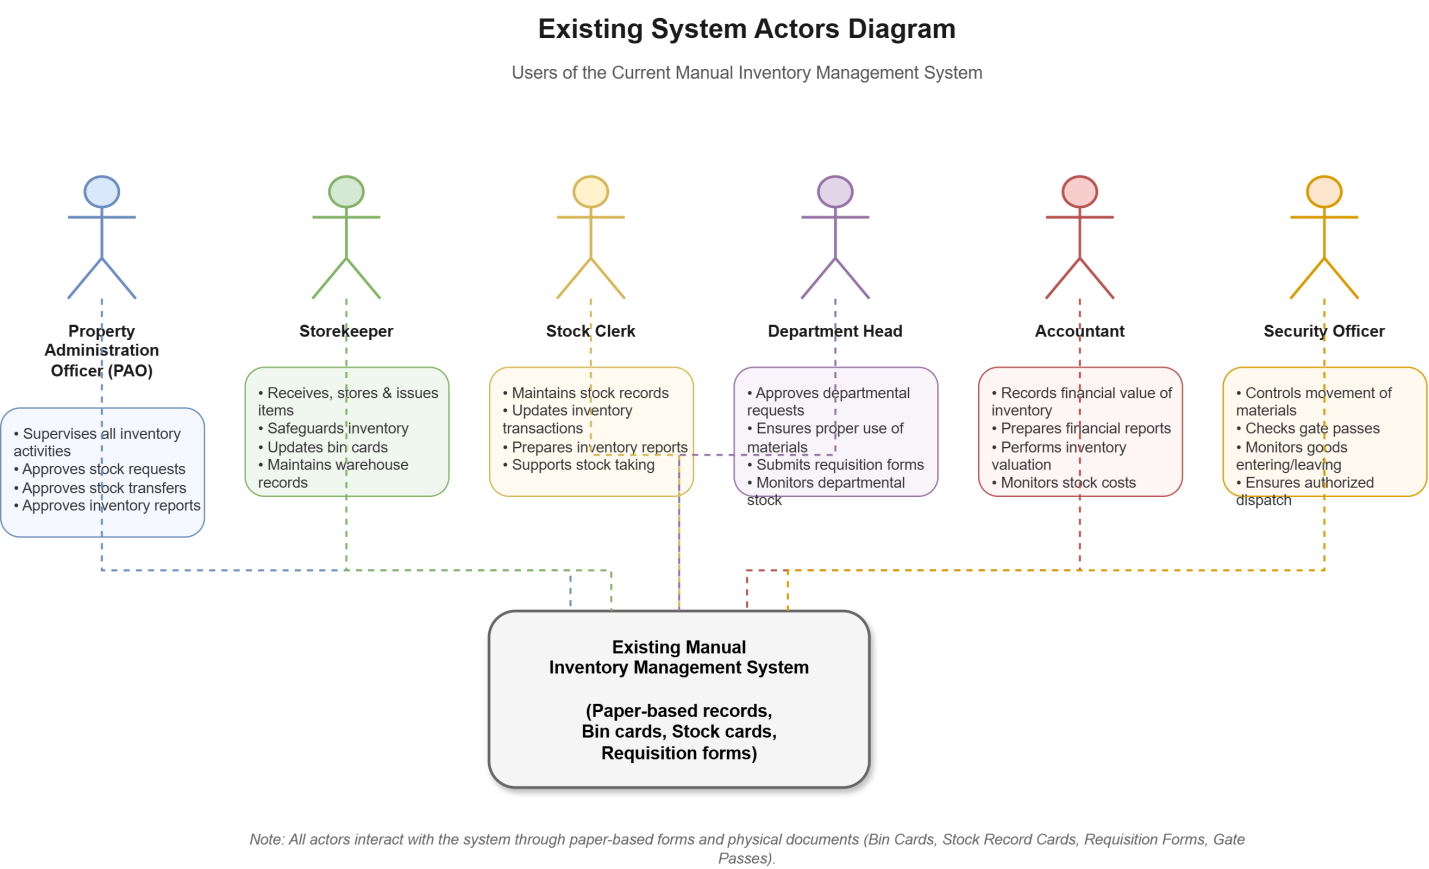 Existing System Actors Diagram
Users of the Current Manual Inventory Management System
Property
Administration
Officer (PAO)
• Supervises all inventory
activities
• Approves stock requests
• Approves stock transfers
• Approves inventory reports
Storekeeper
• Receives, stores & issues
items
• Safeguards inventory
• Updates bin cards
• Maintains warehouse
records
Stock Clerk
• Maintains stock records
• Updates inventory
transactions
• Prepares inventory reports
• Supports stock taking
Department Head
• Approves departmental
requests
• Ensures proper use of
materials
• Submits requisition forms
• Monitors departmental
stock
Accountant
• Records financial value of
inventory
• Prepares financial reports
• Performs inventory
valuation
• Monitors stock costs
Security Officer
• Controls movement of
materials
• Checks gate passes
• Monitors goods
entering/leaving
• Ensures authorized
dispatch
Existing Manual
Inventory Management System
(Paper-based records,
Bin cards, Stock cards,
Requisition forms)
Note: All actors interact with the system through paper-based forms and physical documents (Bin Cards, Stock Record Cards, Requisition Forms, Gate
Passes).